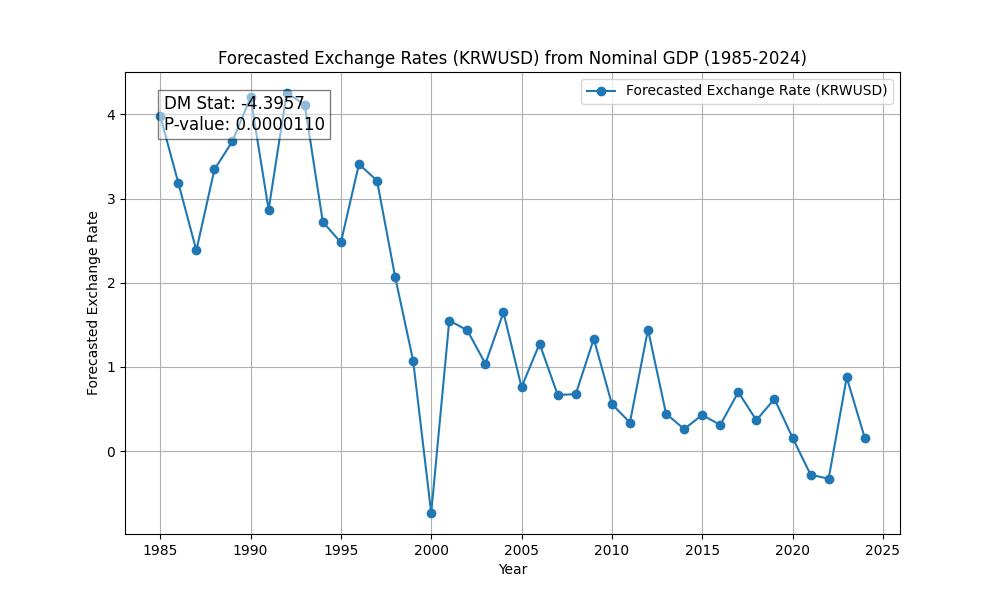 Forecasted Exchange Rates (KRWUSD) from Nominal GDP (1985-2024)
DM Stat: -4.3957
P-value: 0.0000110
Forecasted Exchange Rate (KRWUSD)
Forecasted Exchange Rate
4
3
2
1
0
1985 1990 1995 2000 2005 2010 2015 2020 2025
Year